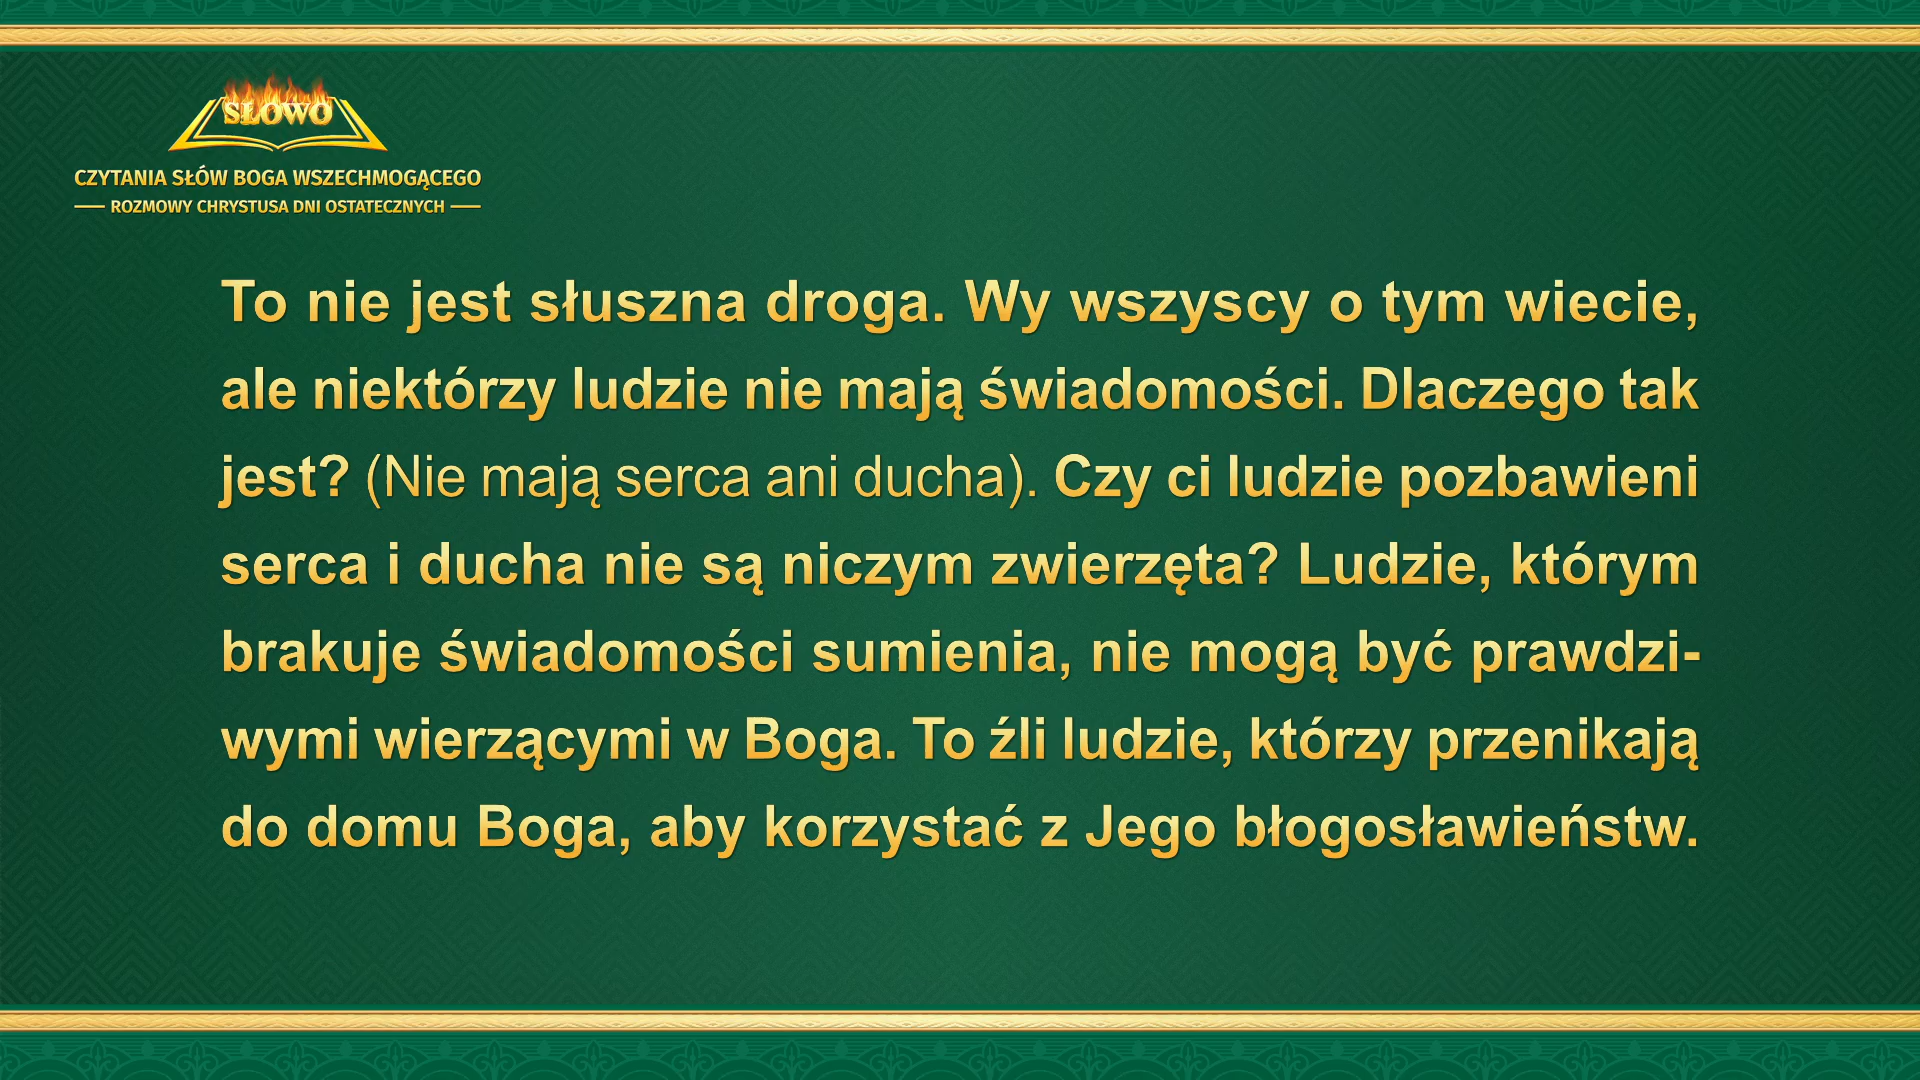 SŁOWO
CZYTANIA SŁÓW BOGA WSZECHMOGĄCEGO
ROZMOWY CHRYSTUSA DNI OSTATECZNYCH
To nie jest słuszna droga. Wy wszyscy o tym wiecie,
ale niektórzy ludzie nie mają świadomości. Dlaczego tak
jest? (Nie mają serca ani ducha). Czy ci ludzie pozbawieni
serca i ducha nie są niczym zwierzęta? Ludzie, którym
brakuje świadomości sumienia, nie mogą być prawdzi-
wymi wierzącymi w Boga. To źli ludzie, którzy przenikają
do domu Boga, aby korzystać z Jego błogosławieństw.